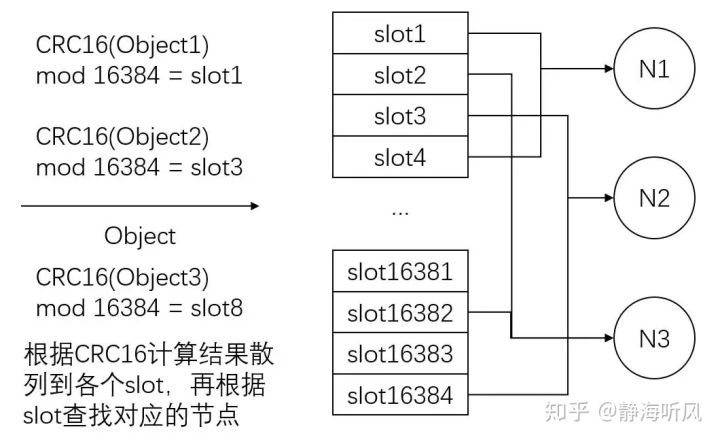 CRC16(Object1)
mod 16384 = slot1
CRC16(Object2)
mod 16384 = slot3
Object
CRC16(Object3)
mod 16384 = slot8
根据CRC16计算结果散
列到各个slot，再根据
slot查找对应的节点
slot1
slot2
slot3
slot4
...
slot16381
slot16382
slot16383
slot16384
N1
N2
N3
知乎 @静海听风